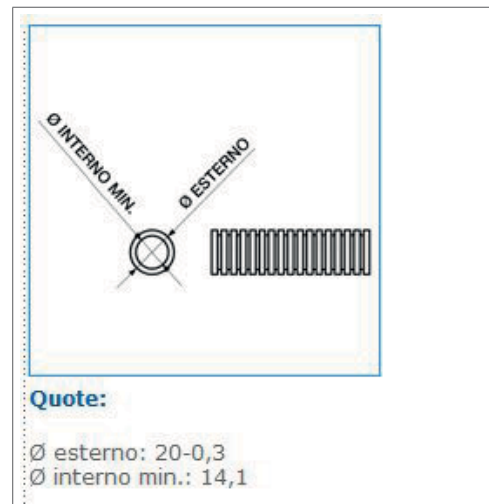 Ø INTERNO MIN.
Ø ESTERNO
Quote:
Ø esterno: 20-0,3
Ø interno min.: 14,1